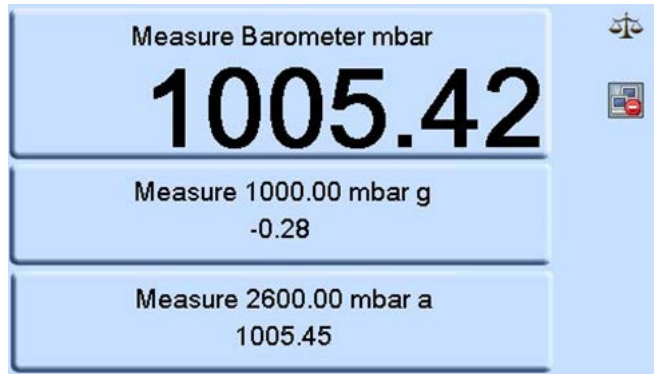 Measure Barometer mbar
1005.42
Measure 1000.00 mbar g
-0.28
Measure 2600.00 mbar a
1005.45